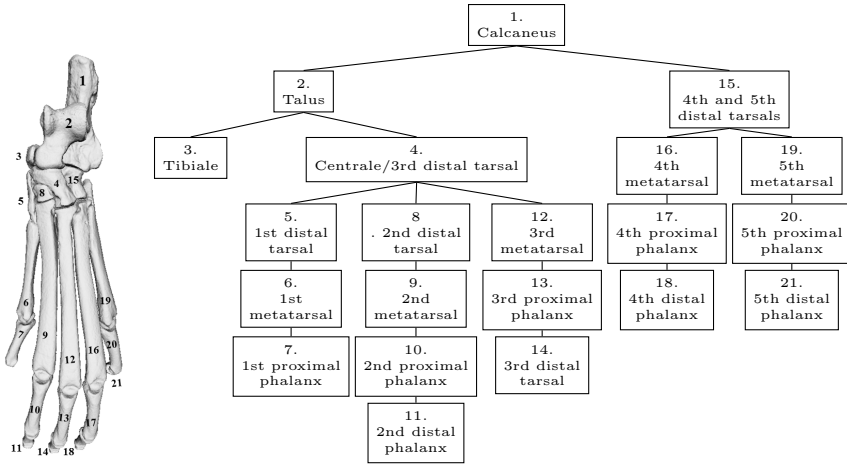 1.
Calcaneus
2.
Talus
15.
4th and 5th
distal tarsals
3.
Tibiale
4.
Centrale/3rd distal tarsal
16.
4th
metatarsal
19.
5th
metatarsal
5.
1st distal
tarsal
8
. 2nd distal
tarsal
12.
3rd
metatarsal
17.
4th proximal
phalanx
20.
5th proximal
phalanx
6.
1st
metatarsal
9.
2nd
metatarsal
13.
3rd proximal
phalanx
18.
4th distal
phalanx
21.
5th distal
phalanx
7.
1st proximal
phalanx
10.
2nd proximal
phalanx
14.
3rd distal
tarsal
11.
2nd distal
phalanx
1
2
3
4
15
8
5
6
19
7
9
20
12
16
21
10
13
17
11
14
18